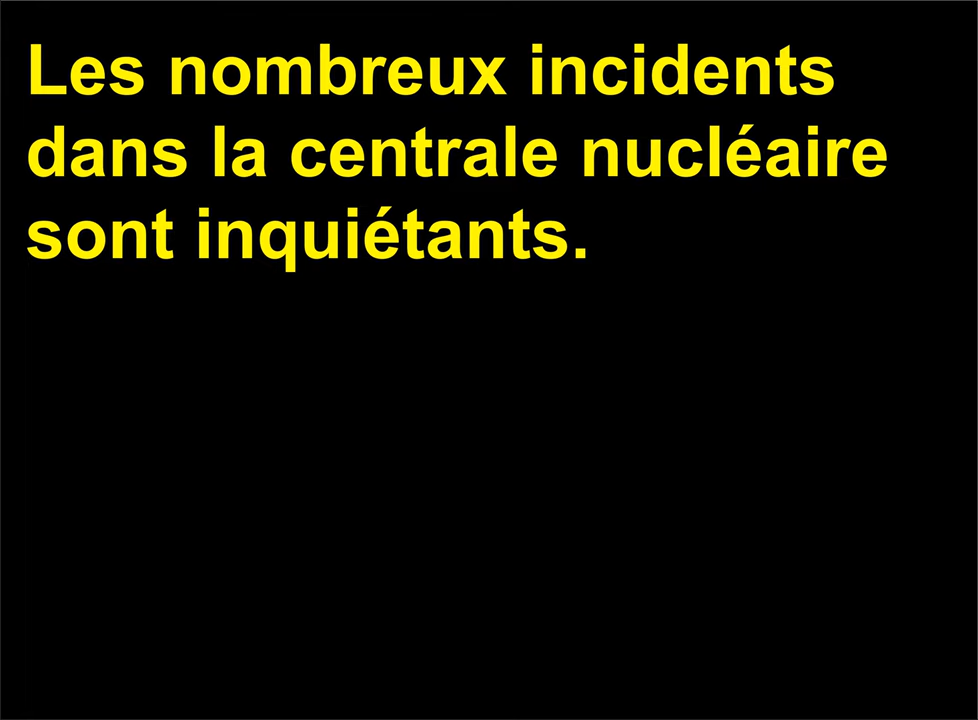 Les nombreux incidents
dans la centrale nucléaire
sont inquiétants.